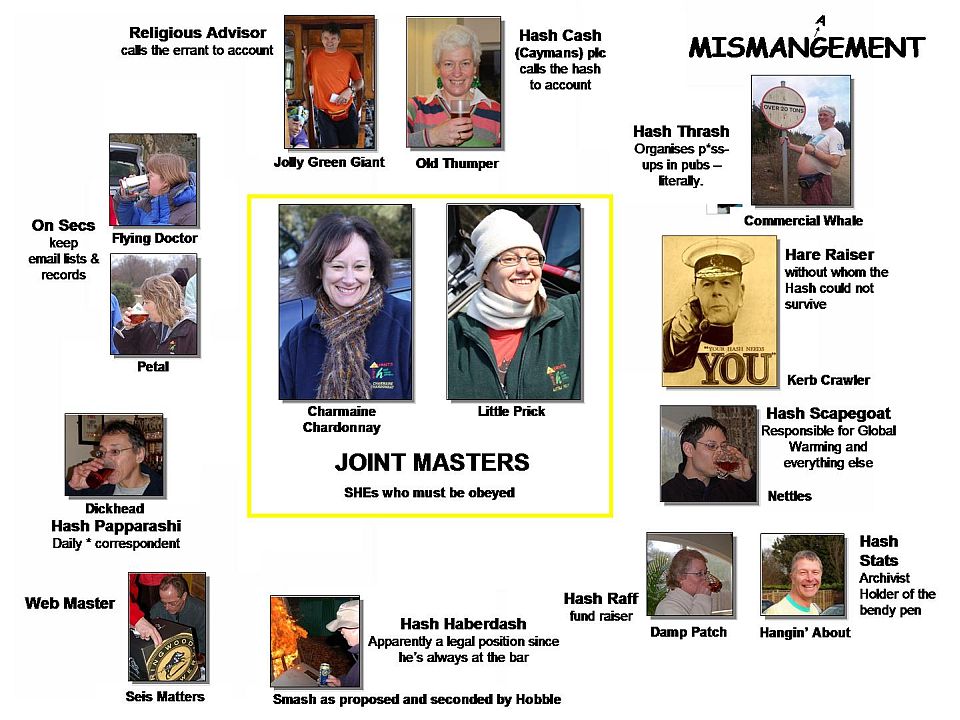 A
MISMANGEMENT
Religious Advisor
calls the errant to account
Jolly Green Giant
Hash Cash
(Caymans) plc
calls the hash
to account
Old Thumper
Hash Thrash
Organises p*ss-
ups in pubs –
literally.
OVER 20 TONS
Commercial Whale
On Secs
keep
email lists &
records
Flying Doctor
Petal
Charmaine
Chardonnay
Little Prick
JOINT MASTERS
SHEs who must be obeyed
CHARMAINE
CHARDONNAY
Hare Raiser
without whom the
Hash could not
survive
"YOUR HASH NEEDS
YOU"
Kerb Crawler
Hash Scapegoat
Responsible for Global
Warming and
everything else
Nettles
Dickhead
Hash Papparashi
Daily * correspondent
Web Master
Seis Matters
Hash Haberdash
Apparently a legal position since
he's always at the bar
Smash as proposed and seconded by Hobble
Hash Raff
fund raiser
Damp Patch
Hangin' About
Hash
Stats
Archivist
Holder of the
bendy pen